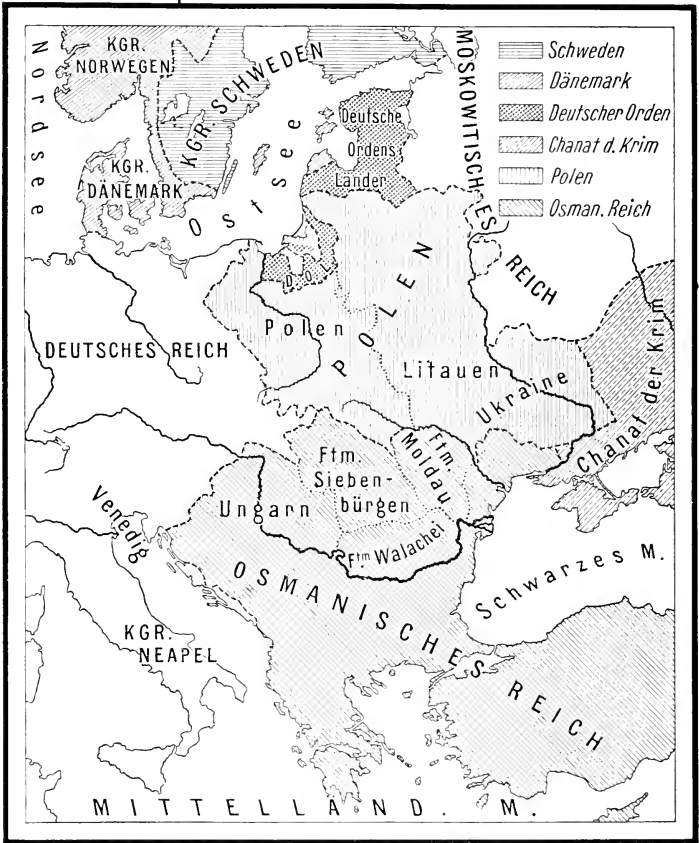 Nordsee
KGR.
NORWEGEN
KGR. SCHWEDEN
MOSKOWITISCHES
REICH
Schweden
Dänemark
Deutscher Orden
Chanat d. Krim
Polen
Osman. Reich
KGR.
DÄNEMARK
Ostsee
Deutsche
Ordens
Länder
D. O.
Polen
POLEN
DEUTSCHES REICH
Litauen
Ukraine
Chanat der Krim
Ftm.
Sieben-
bürgen
Ftm.
Moldau
Ungarn
Venedig
Ftm Walachei
Schwarzes M.
OSMANISCHES REICH
KGR.
NEAPEL
MITTELLAND. M.